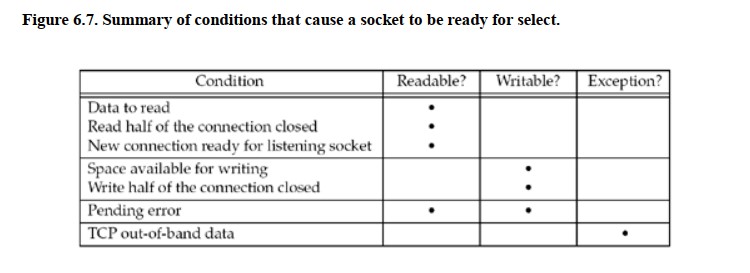 Figure 6.7. Summary of conditions that cause a socket to be ready for select.
Condition Readable? Writable? Exception?
Data to read •
Read half of the connection closed •
New connection ready for listening socket •
Space available for writing •
Write half of the connection closed •
Pending error • •
TCP out-of-band data •